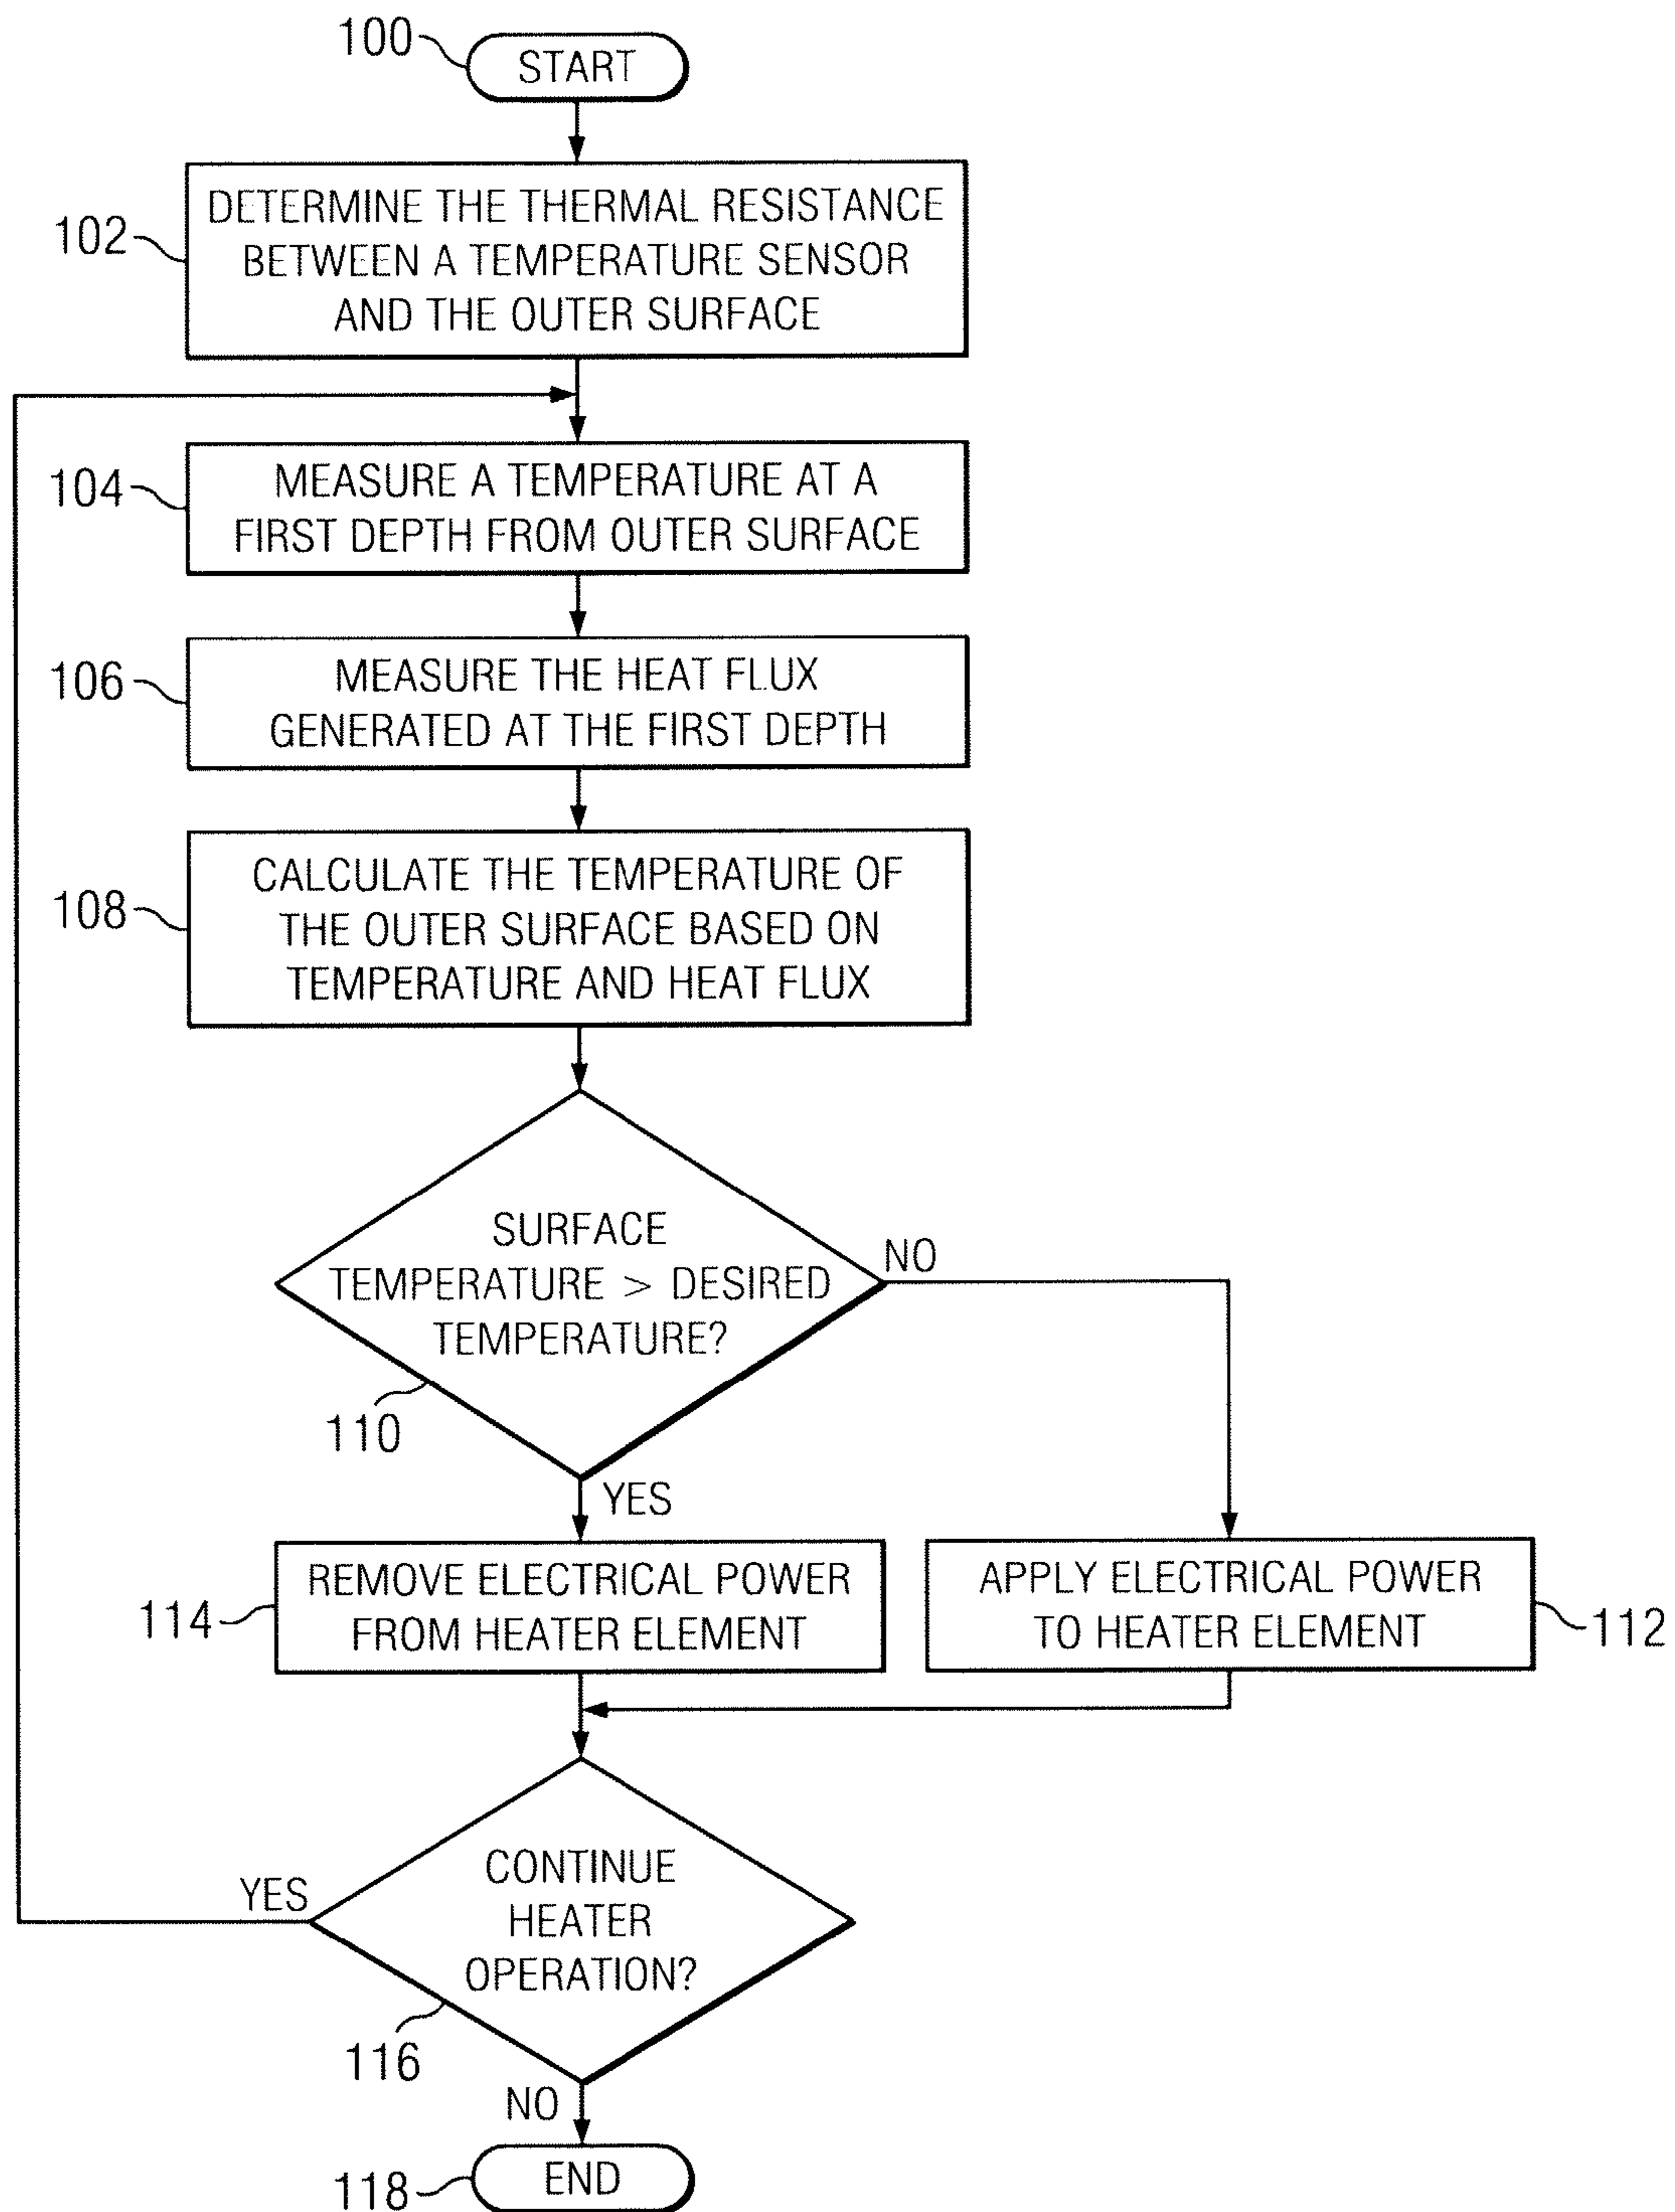 100
START
102
DETERMINE THE THERMAL RESISTANCE
BETWEEN A TEMPERATURE SENSOR
AND THE OUTER SURFACE
104
MEASURE A TEMPERATURE AT A
FIRST DEPTH FROM OUTER SURFACE
106
MEASURE THE HEAT FLUX
GENERATED AT THE FIRST DEPTH
108
CALCULATE THE TEMPERATURE OF
THE OUTER SURFACE BASED ON
TEMPERATURE AND HEAT FLUX
SURFACE
TEMPERATURE > DESIRED
TEMPERATURE?
NO
110
YES
114
REMOVE ELECTRICAL POWER
FROM HEATER ELEMENT
APPLY ELECTRICAL POWER
TO HEATER ELEMENT
112
CONTINUE
HEATER
OPERATION?
YES
116
NO
118
END